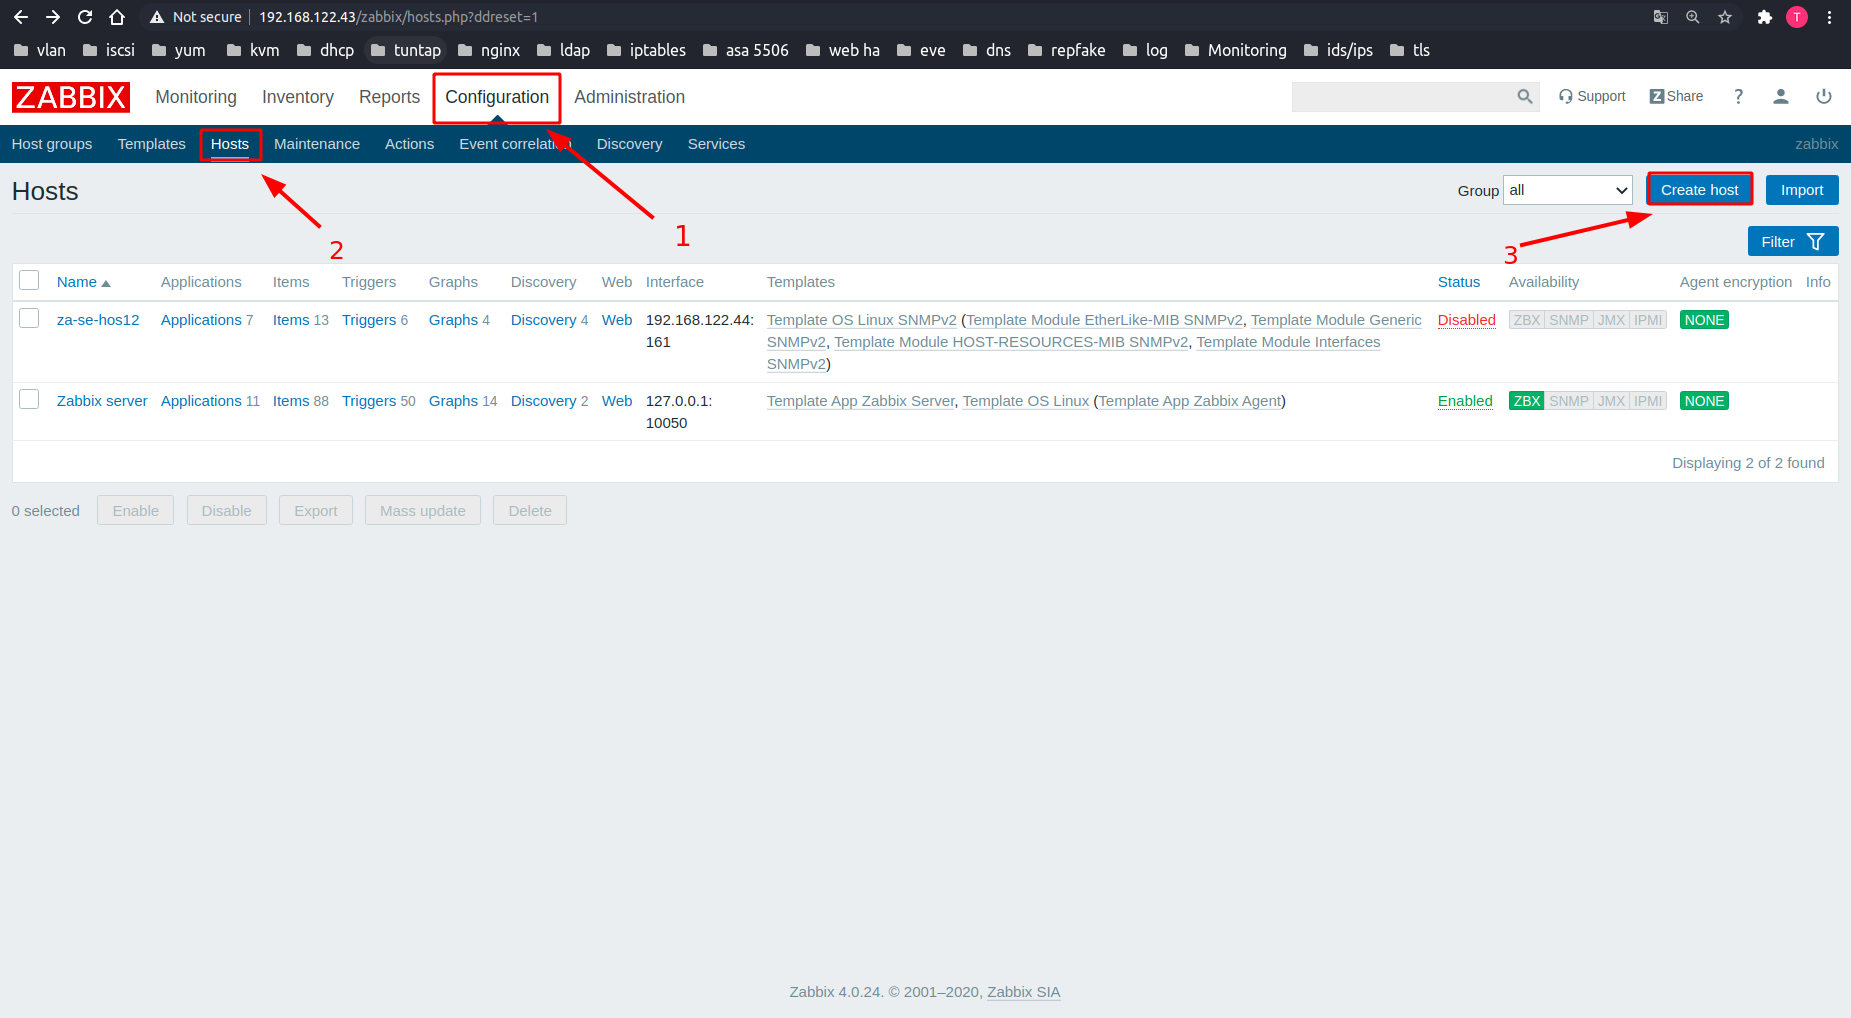 Not secure 192.168.122.43/zabbix/hosts.php?ddreset=1
T
vlan iscsi yum kvm dhcp tuntap nginx ldap iptables asa 5506 web ha eve dns repfake log Monitoring ids/ips tls
ZABBIX Monitoring Inventory Reports Configuration Administration Support Z Share ?
Host groups Templates Hosts Maintenance Actions Event correlation Discovery Services zabbix
Hosts Group all Create host Import
1
2
3
Filter
Name Applications Items Triggers Graphs Discovery Web Interface Templates Status Availability Agent encryption Info
za-se-hos12 Applications 7 Items 13 Triggers 6 Graphs 4 Discovery 4 Web 192.168.122.44: Template OS Linux SNMPv2 (Template Module EtherLike-MIB SNMPv2, Template Module Generic Disabled ZBX SNMP JMX IPMI NONE
161 SNMPv2, Template Module HOST-RESOURCES-MIB SNMPv2, Template Module Interfaces
SNMPv2)
Zabbix server Applications 11 Items 88 Triggers 50 Graphs 14 Discovery 2 Web 127.0.0.1: Template App Zabbix Server, Template OS Linux (Template App Zabbix Agent) Enabled ZBX SNMP JMX IPMI NONE
10050
Displaying 2 of 2 found
0 selected Enable Disable Export Mass update Delete
Zabbix 4.0.24. © 2001–2020, Zabbix SIA